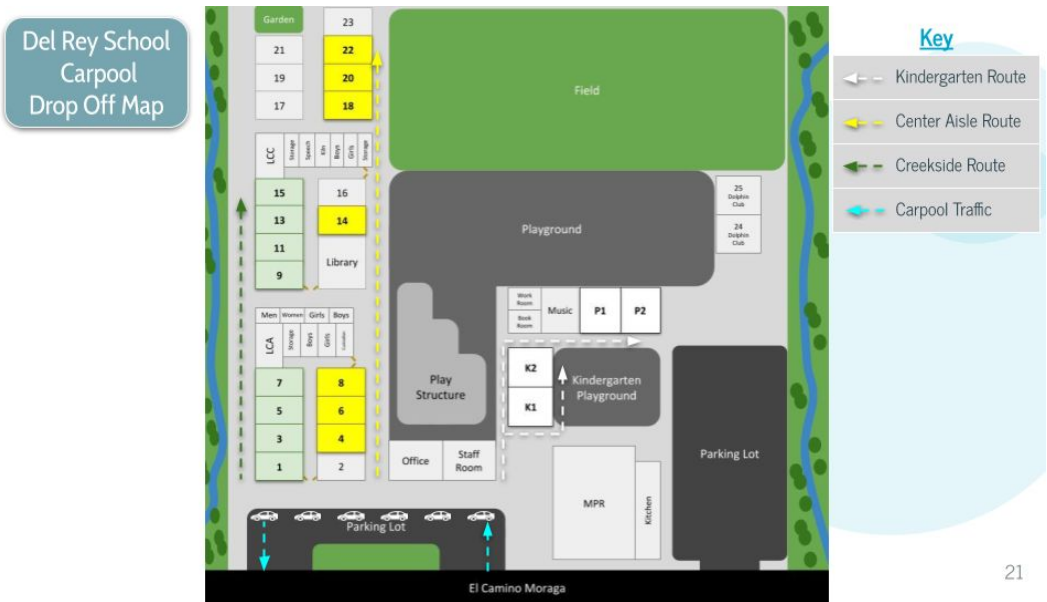 Del Rey School
Carpool
Drop Off Map
Key
Kindergarten Route
Center Aisle Route
Creekside Route
Carpool Traffic
Garden
23
21
22
19
20
17
18
Field
LCC
Storage
Speech
Kiln
Boys
Girls
Storage
15
16
13
14
11
Library
9
Playground
25
Dolphin
Club
24
Dolphin
Club
Men
Women
Girls
Boys
LCA
Storage
Boys
Girls
Custodian
7
8
5
6
3
4
1
2
Play
Structure
Office
Staff
Room
Work
Room
Book
Room
Music
P1
P2
K2
K1
Kindergarten
Playground
MPR
Kitchen
Parking Lot
Parking Lot
El Camino Moraga
21